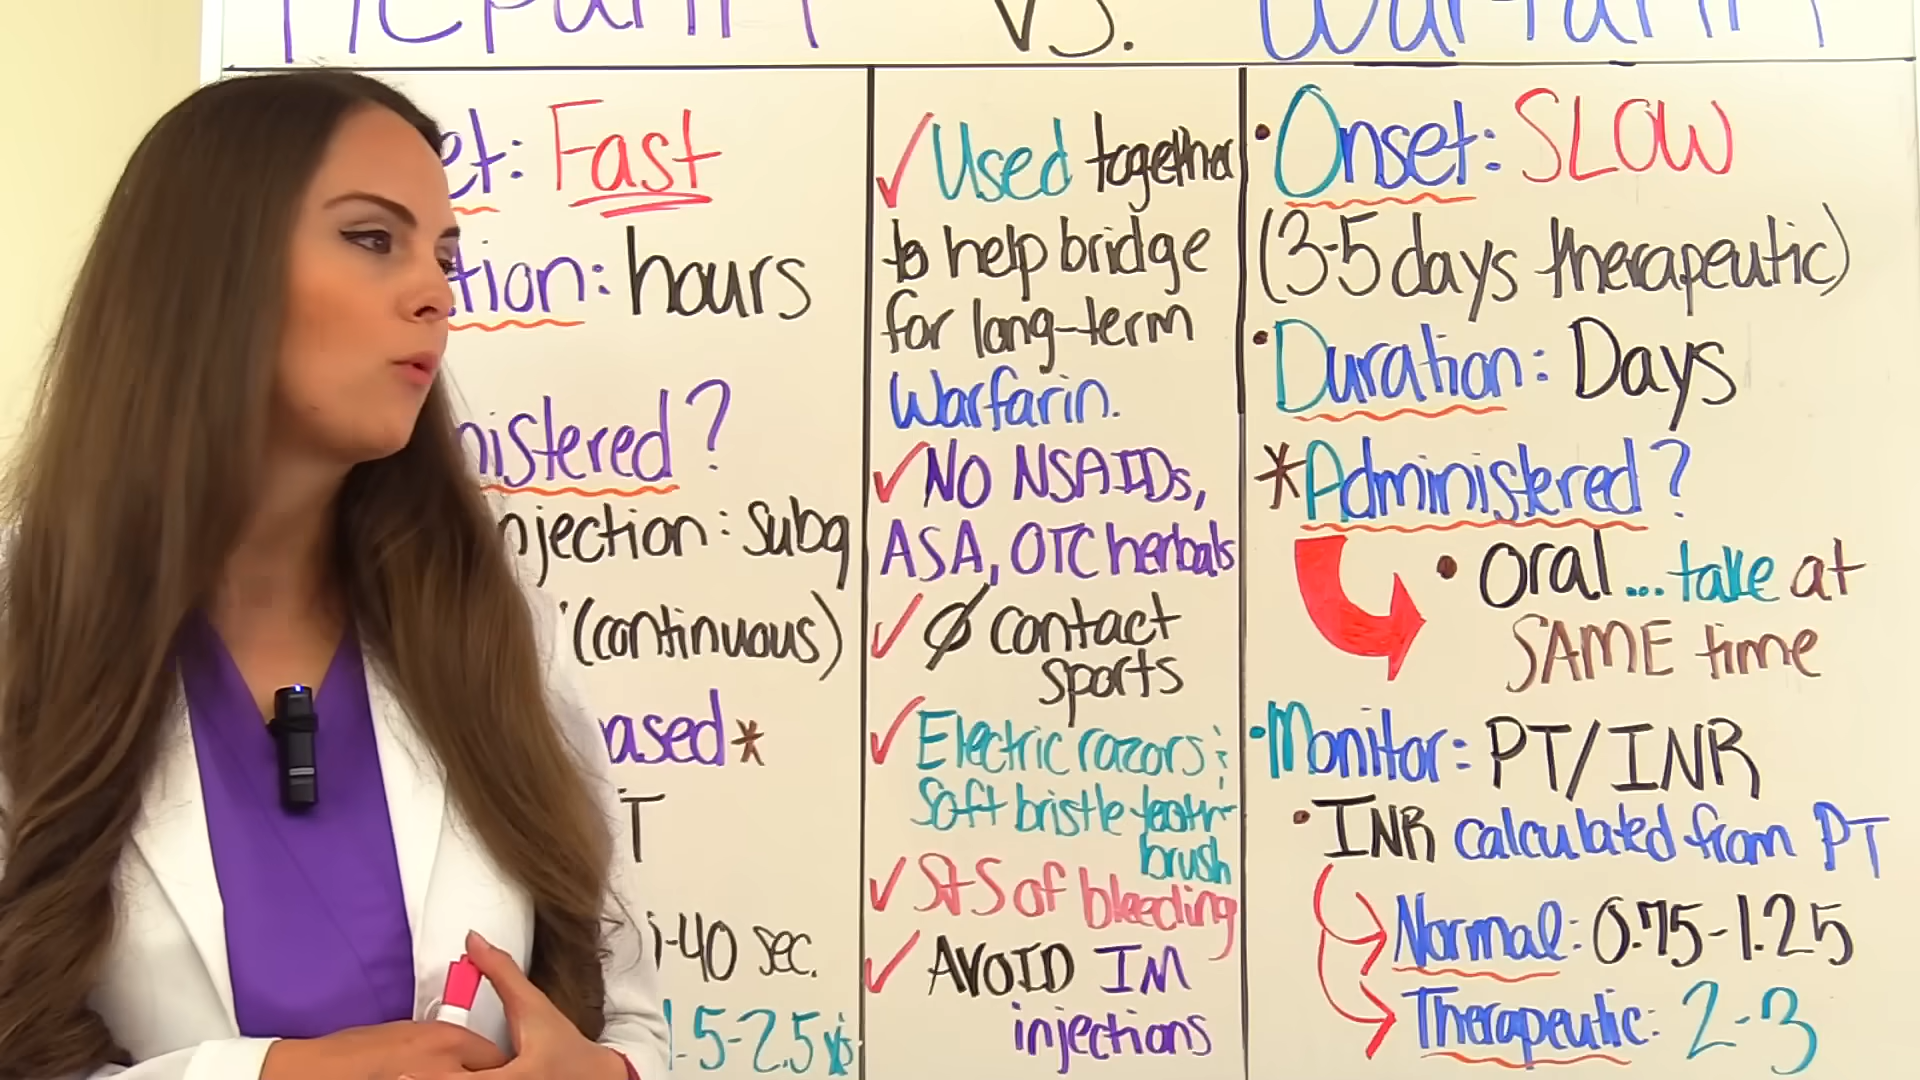 Heparin vs. Warfarin
et: Fast
tion: hours
nistered?
njection: subq
(continuous)
ased*
T
-40 sec.
1.5-2.5 x's
✓ Used together
to help bridge
for long-term
Warfarin.
✓ NO NSAIDs,
ASA, OTC herbals
✓ Ø contact
sports
✓ Electric razors &
Soft bristle tooth-
brush
✓ S&S of bleeding
✓ AVOID IM
injections
• Onset: SLOW
(3-5 days therapeutic)
• Duration: Days
*Administered?
• Oral... take at
SAME time
• Monitor: PT/INR
• INR calculated from PT
Normal: 0.75-1.25
Therapeutic: 2-3